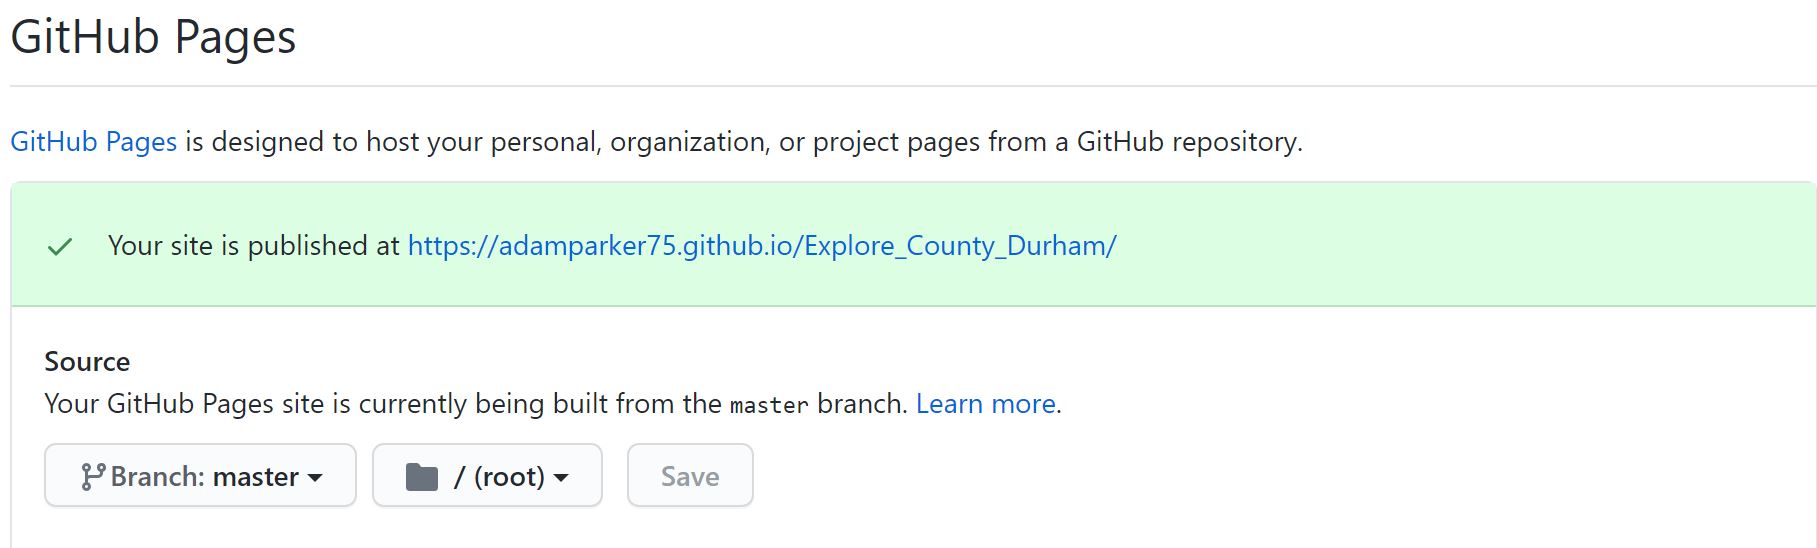 GitHub Pages
GitHub Pages is designed to host your personal, organization, or project pages from a GitHub repository.
Your site is published at https://adamparker75.github.io/Explore_County_Durham/
Source
Your GitHub Pages site is currently being built from the master branch. Learn more.
Branch: master / (root) Save